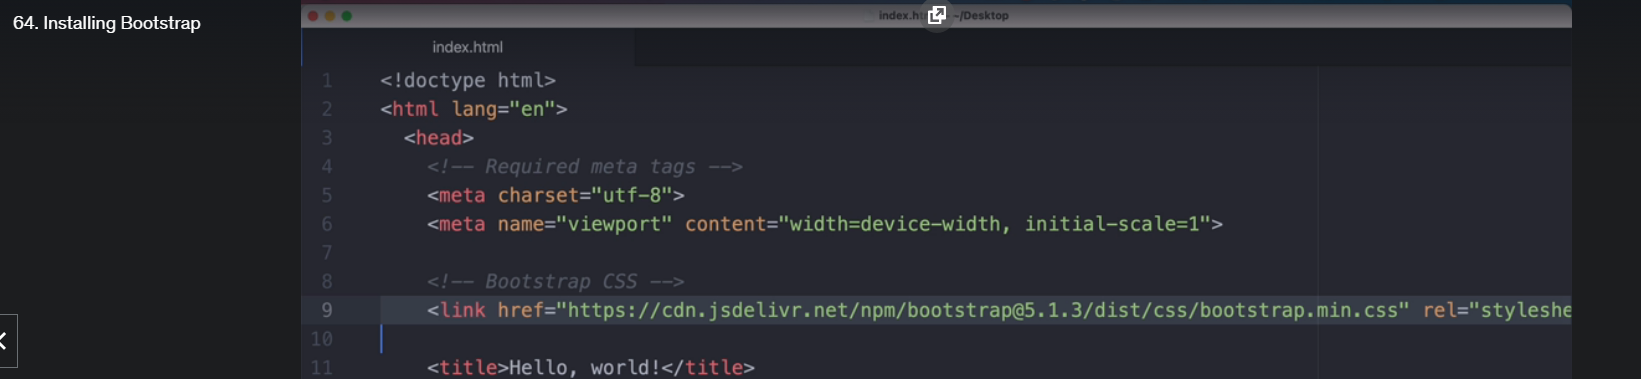 64. Installing Bootstrap
~/Desktop
index.html
1 <!doctype html>
2 <html lang="en">
3 <head>
4 <!-- Required meta tags -->
5 <meta charset="utf-8">
6 <meta name="viewport" content="width=device-width, initial-scale=1">
7
8 <!-- Bootstrap CSS -->
9 <link href="https://cdn.jsdelivr.net/npm/bootstrap@5.1.3/dist/css/bootstrap.min.css" rel="styleshe
10
11 <title>Hello, world!</title>